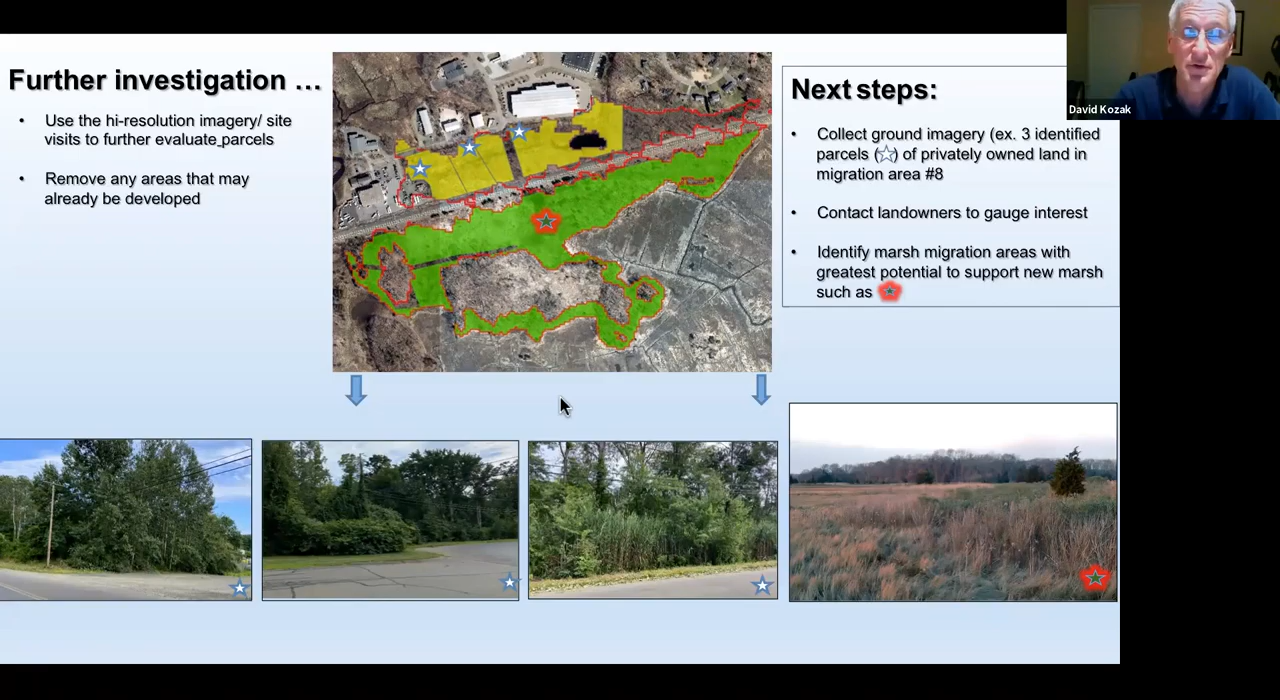 Further investigation …
• Use the hi-resolution imagery/ site
visits to further evaluate parcels
• Remove any areas that may
already be developed
Next steps:
• Collect ground imagery (ex. 3 identified
parcels (☆) of privately owned land in
migration area #8
• Contact landowners to gauge interest
• Identify marsh migration areas with
greatest potential to support new marsh
such as
David Kozak